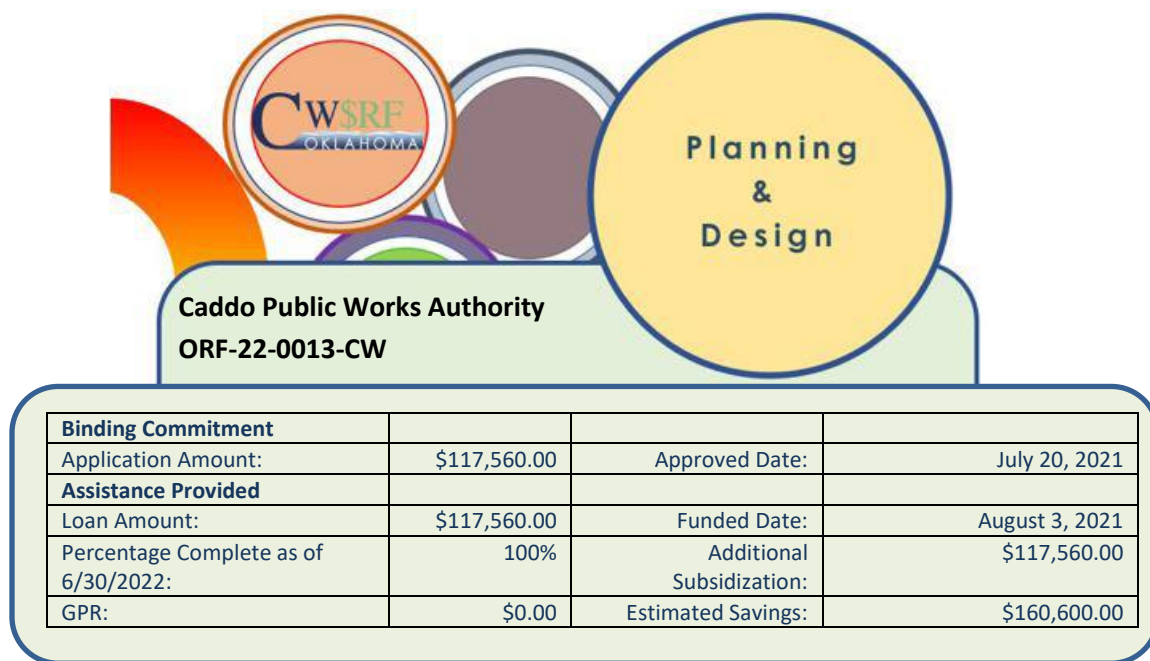 CW$RF
OKLAHOMA
Planning
&
Design
Caddo Public Works Authority
ORF-22-0013-CW
Binding Commitment
Application Amount: $117,560.00 Approved Date: July 20, 2021
Assistance Provided
Loan Amount: $117,560.00 Funded Date: August 3, 2021
Percentage Complete as of 100% Additional $117,560.00
6/30/2022: Subsidization:
GPR: $0.00 Estimated Savings: $160,600.00